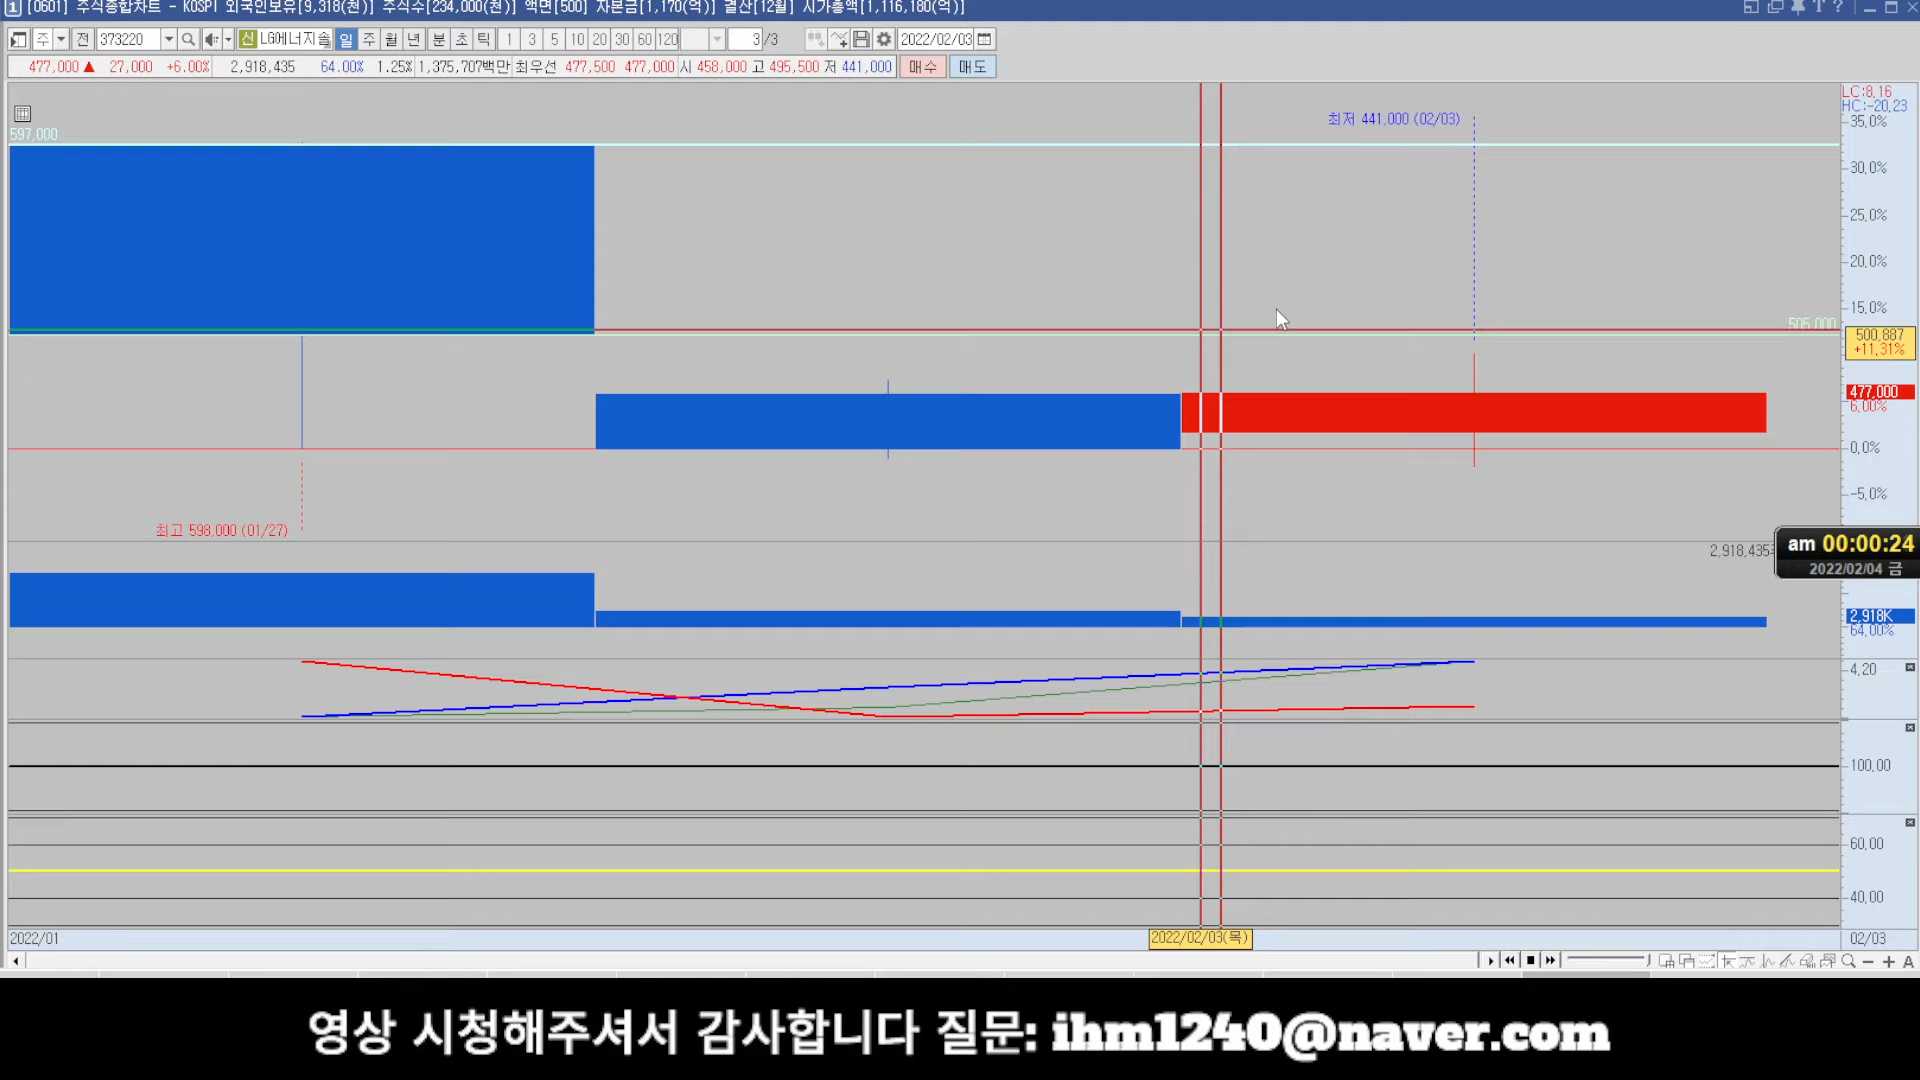 1 [0601] 주식종합차트 - KOSPI 외국인보유[9,318(천)] 주식수[234,000(천)] 액면[500] 자본금[1,170(억)] 결산[12월] 시가총액[1,116,180(억)] T ?
주 전 373220 신 LG에너지솔 일 주 월 년 분 초 틱 1 3 5 10 20 30 60 120 3 /3 2022/02/03
477,000 ▲ 27,000 +6.00% 2,918,435 64.00% 1.25% 1,375,707백만 최우선 477,500 477,000 시 458,000 고 495,500 저 441,000 매수 매도
LC:8.16
HC:-20.23
최저 441,000 (02/03)
35.0%
597,000
30.0%
25.0%
20.0%
15.0%
505,000
500,887
+11.31%
477,000
6.00%
0.0%
-5.0%
최고 598,000 (01/27)
am 00:00:24
2,918,435
2022/02/04 금
2,918K
64.00%
4.20
100.00
60.00
40.00
2022/01 2022/02/03(목) 02/03
A
영상 시청해주셔서 감사합니다 질문: ihm1240@naver.com